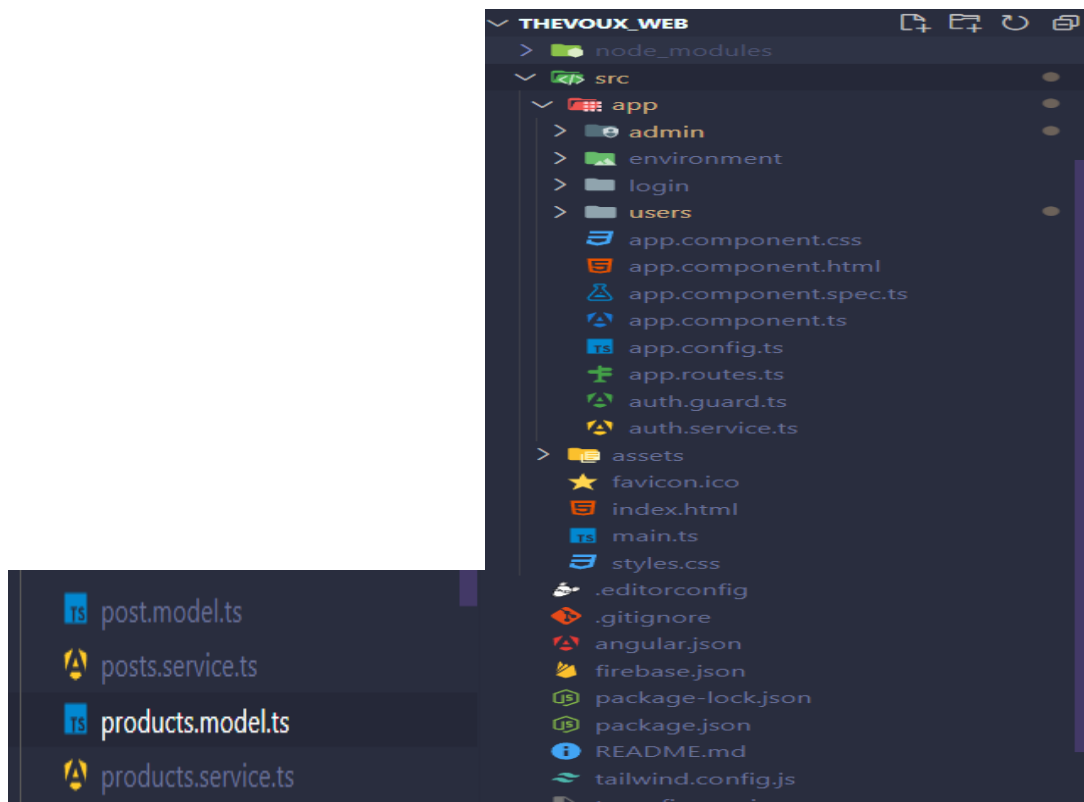 THEVOUX_WEB
node_modules
src
app
admin
environment
login
users
app.component.css
app.component.html
app.component.spec.ts
app.component.ts
app.config.ts
app.routes.ts
auth.guard.ts
auth.service.ts
assets
favicon.ico
index.html
main.ts
styles.css
.editorconfig
.gitignore
angular.json
firebase.json
package-lock.json
package.json
README.md
tailwind.config.js
post.model.ts
posts.service.ts
products.model.ts
products.service.ts